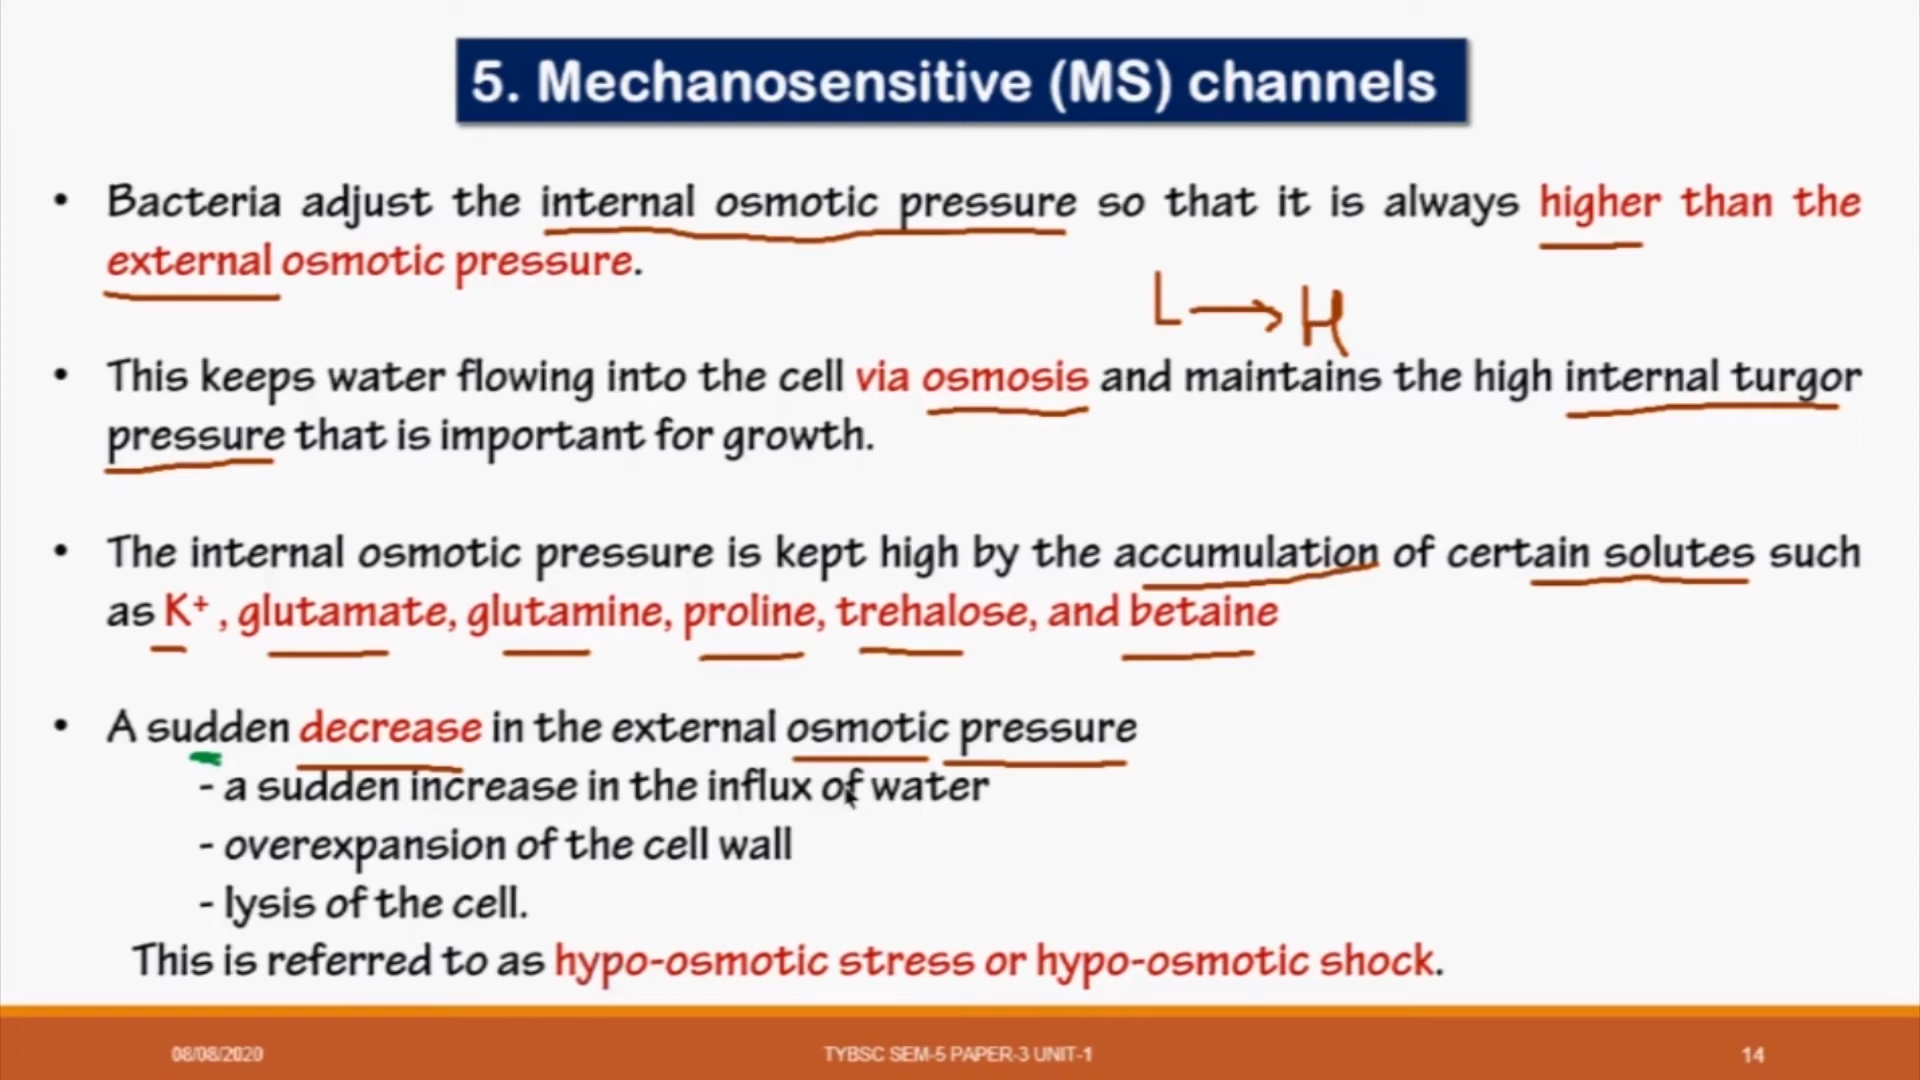 5. Mechanosensitive (MS) channels
• Bacteria adjust the internal osmotic pressure so that it is always higher than the
external osmotic pressure.
L → H
• This keeps water flowing into the cell via osmosis and maintains the high internal turgor
pressure that is important for growth.
• The internal osmotic pressure is kept high by the accumulation of certain solutes such
as K⁺, glutamate, glutamine, proline, trehalose, and betaine
• A sudden decrease in the external osmotic pressure
- a sudden increase in the influx of water
- overexpansion of the cell wall
- lysis of the cell.
This is referred to as hypo-osmotic stress or hypo-osmotic shock.
08/08/2020
TYBSC SEM-5 PAPER-3 UNIT-1
14